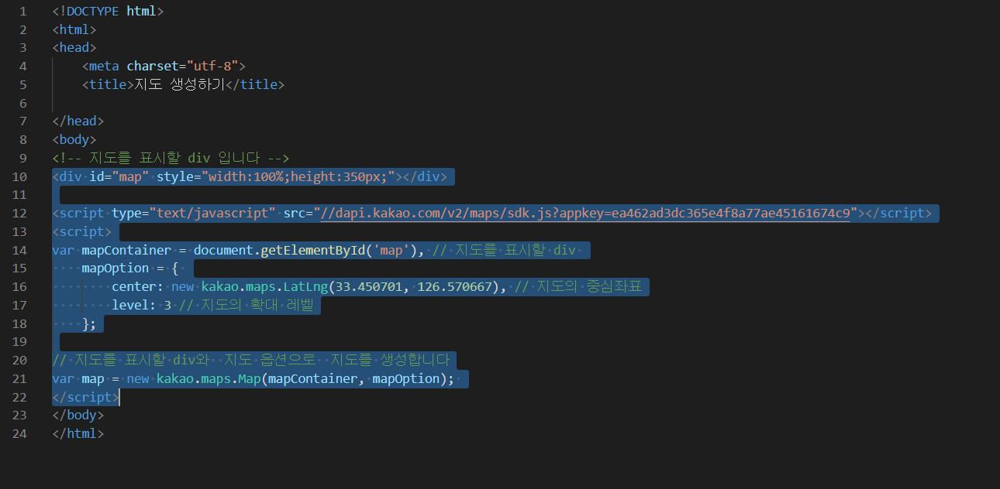 1 <!DOCTYPE html>
2 <html>
3 <head>
4 <meta charset="utf-8">
5 <title>지도 생성하기</title>
6
7 </head>
8 <body>
9 <!-- 지도를 표시할 div 입니다 -->
10 <div id="map" style="width:100%;height:350px;"></div>
11
12 <script type="text/javascript" src="//dapi.kakao.com/v2/maps/sdk.js?appkey=ea462ad3dc365e4f8a77ae45161674c9"></script>
13 <script>
14 var mapContainer = document.getElementById('map'), // 지도를 표시할 div
15 mapOption = {
16 center: new kakao.maps.LatLng(33.450701, 126.570667), // 지도의 중심좌표
17 level: 3 // 지도의 확대 레벨
18 };
19
20 // 지도를 표시할 div와  지도 옵션으로  지도를 생성합니다
21 var map = new kakao.maps.Map(mapContainer, mapOption);
22 </script>
23 </body>
24 </html>